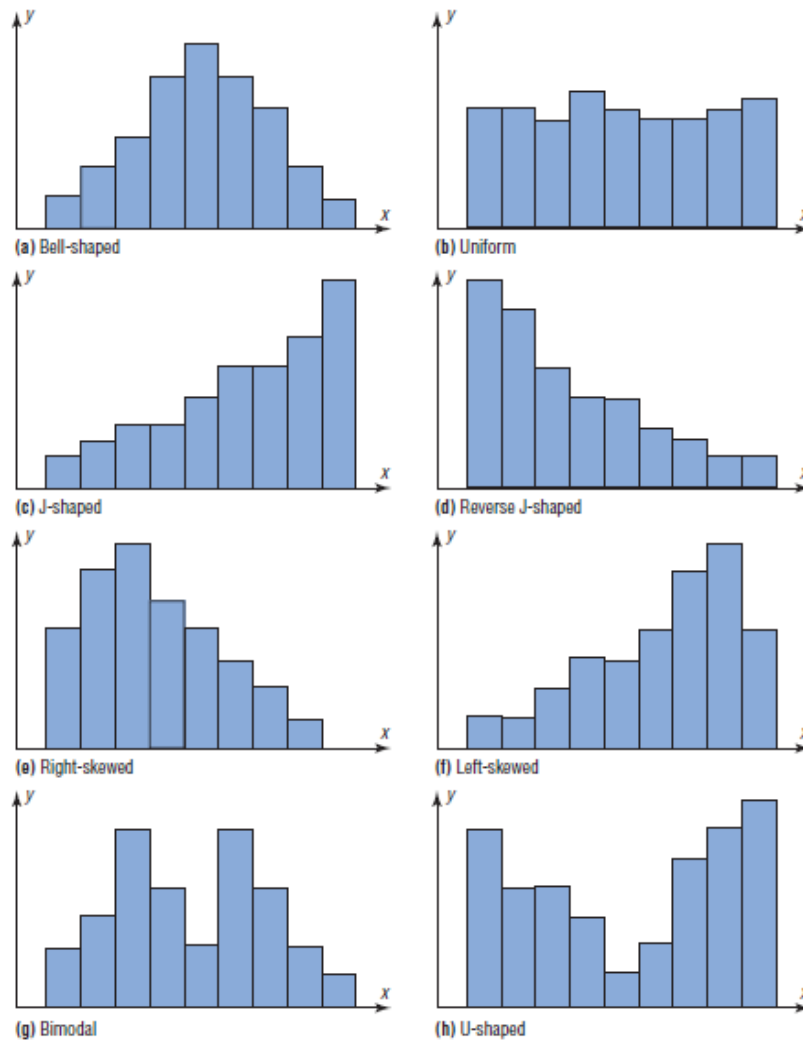 y
y
x
x
(a) Bell-shaped
(b) Uniform
y
y
x
x
(c) J-shaped
(d) Reverse J-shaped
y
y
x
x
(e) Right-skewed
(f) Left-skewed
y
y
x
x
(g) Bimodal
(h) U-shaped